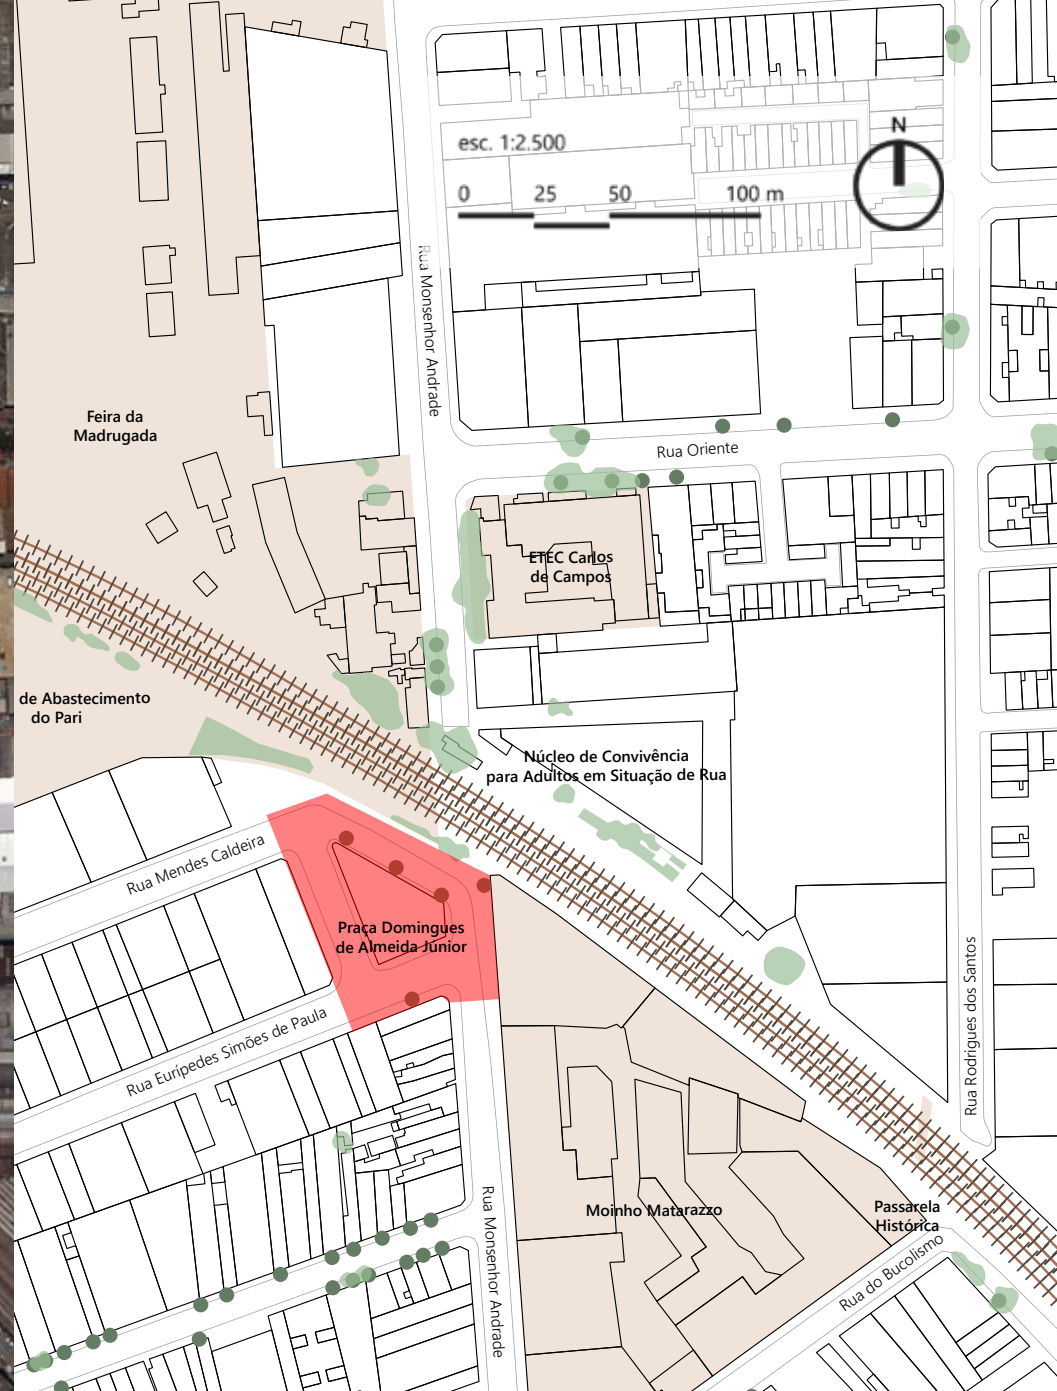 esc. 1:2.500
N
0 25 50 100 m
Rua Monsenhor Andrade
Feira da
Madrugada
Rua Oriente
ETEC Carlos
de Campos
de Abastecimento
do Pari
Núcleo de Convivência
para Adultos em Situação de Rua
Rua Mendes Caldeira
Praça Domingues
de Almeida Júnior
Rua Eurípedes Simões de Paula
Rua Rodrigues dos Santos
Moinho Matarazzo
Passarela
Histórica
Rua do Bucolismo
Rua Monsenhor Andrade